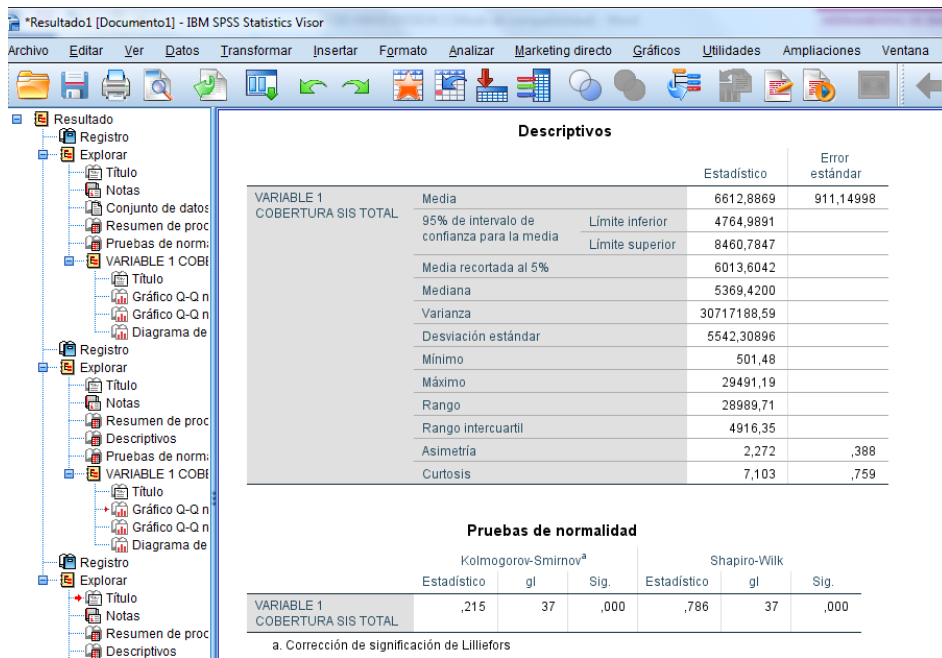 *Resultado1 [Documento1] - IBM SPSS Statistics Visor
Archivo Editar Ver Datos Transformar Insertar Formato Analizar Marketing directo Gráficos Utilidades Ampliaciones Ventana
Resultado
Registro
Explorar
Título
Notas
Conjunto de datos
Resumen de proc
Pruebas de norm
VARIABLE 1 COBE
Título
Gráfico Q-Q n
Gráfico Q-Q n
Diagrama de
Registro
Explorar
Título
Notas
Resumen de proc
Descriptivos
Pruebas de norm
VARIABLE 1 COBE
Título
Gráfico Q-Q n
Gráfico Q-Q n
Diagrama de
Registro
Explorar
Título
Notas
Resumen de proc
Descriptivos
Descriptivos
Estadístico Error estándar
VARIABLE 1 COBERTURA SIS TOTAL Media 6612,8869 911,14998
95% de intervalo de confianza para la media Límite inferior 4764,9891
Límite superior 8460,7847
Media recortada al 5% 6013,6042
Mediana 5369,4200
Varianza 30717188,59
Desviación estándar 5542,30896
Mínimo 501,48
Máximo 29491,19
Rango 28989,71
Rango intercuartil 4916,35
Asimetría 2,272 ,388
Curtosis 7,103 ,759
Pruebas de normalidad
Kolmogorov-Smirnov<sup>a</sup> Shapiro-Wilk
Estadístico gl Sig. Estadístico gl Sig.
VARIABLE 1 COBERTURA SIS TOTAL ,215 37 ,000 ,786 37 ,000
a. Corrección de significación de Lilliefors